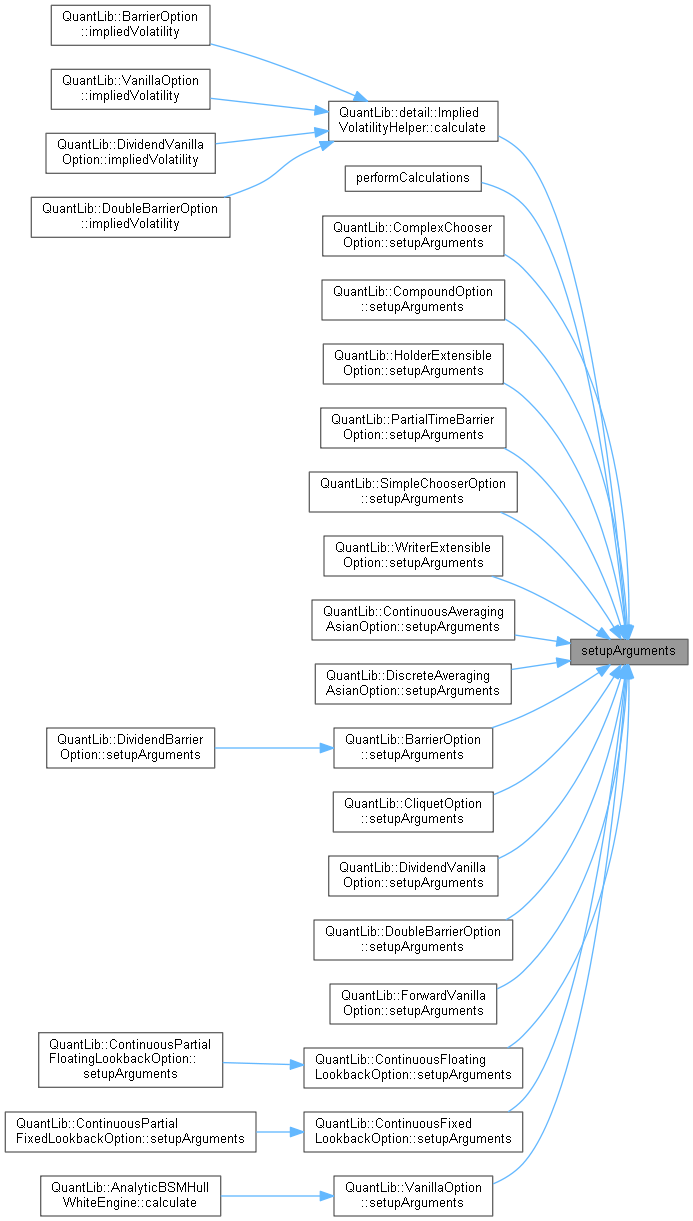 QuantLib::BarrierOption
::impliedVolatility
QuantLib::VanillaOption
::impliedVolatility
QuantLib::DividendVanilla
Option::impliedVolatility
QuantLib::DoubleBarrierOption
::impliedVolatility
QuantLib::detail::Implied
VolatilityHelper::calculate
performCalculations
QuantLib::ComplexChooser
Option::setupArguments
QuantLib::CompoundOption
::setupArguments
QuantLib::HolderExtensible
Option::setupArguments
QuantLib::PartialTimeBarrier
Option::setupArguments
QuantLib::SimpleChooserOption
::setupArguments
QuantLib::WriterExtensible
Option::setupArguments
QuantLib::ContinuousAveraging
AsianOption::setupArguments
setupArguments
QuantLib::DiscreteAveraging
AsianOption::setupArguments
QuantLib::DividendBarrier
Option::setupArguments
QuantLib::BarrierOption
::setupArguments
QuantLib::CliquetOption
::setupArguments
QuantLib::DividendVanilla
Option::setupArguments
QuantLib::DoubleBarrierOption
::setupArguments
QuantLib::ForwardVanilla
Option::setupArguments
QuantLib::ContinuousPartial
FloatingLookbackOption::
setupArguments
QuantLib::ContinuousFloating
LookbackOption::setupArguments
QuantLib::ContinuousPartial
FixedLookbackOption::setupArguments
QuantLib::ContinuousFixed
LookbackOption::setupArguments
QuantLib::AnalyticBSMHull
WhiteEngine::calculate
QuantLib::VanillaOption
::setupArguments